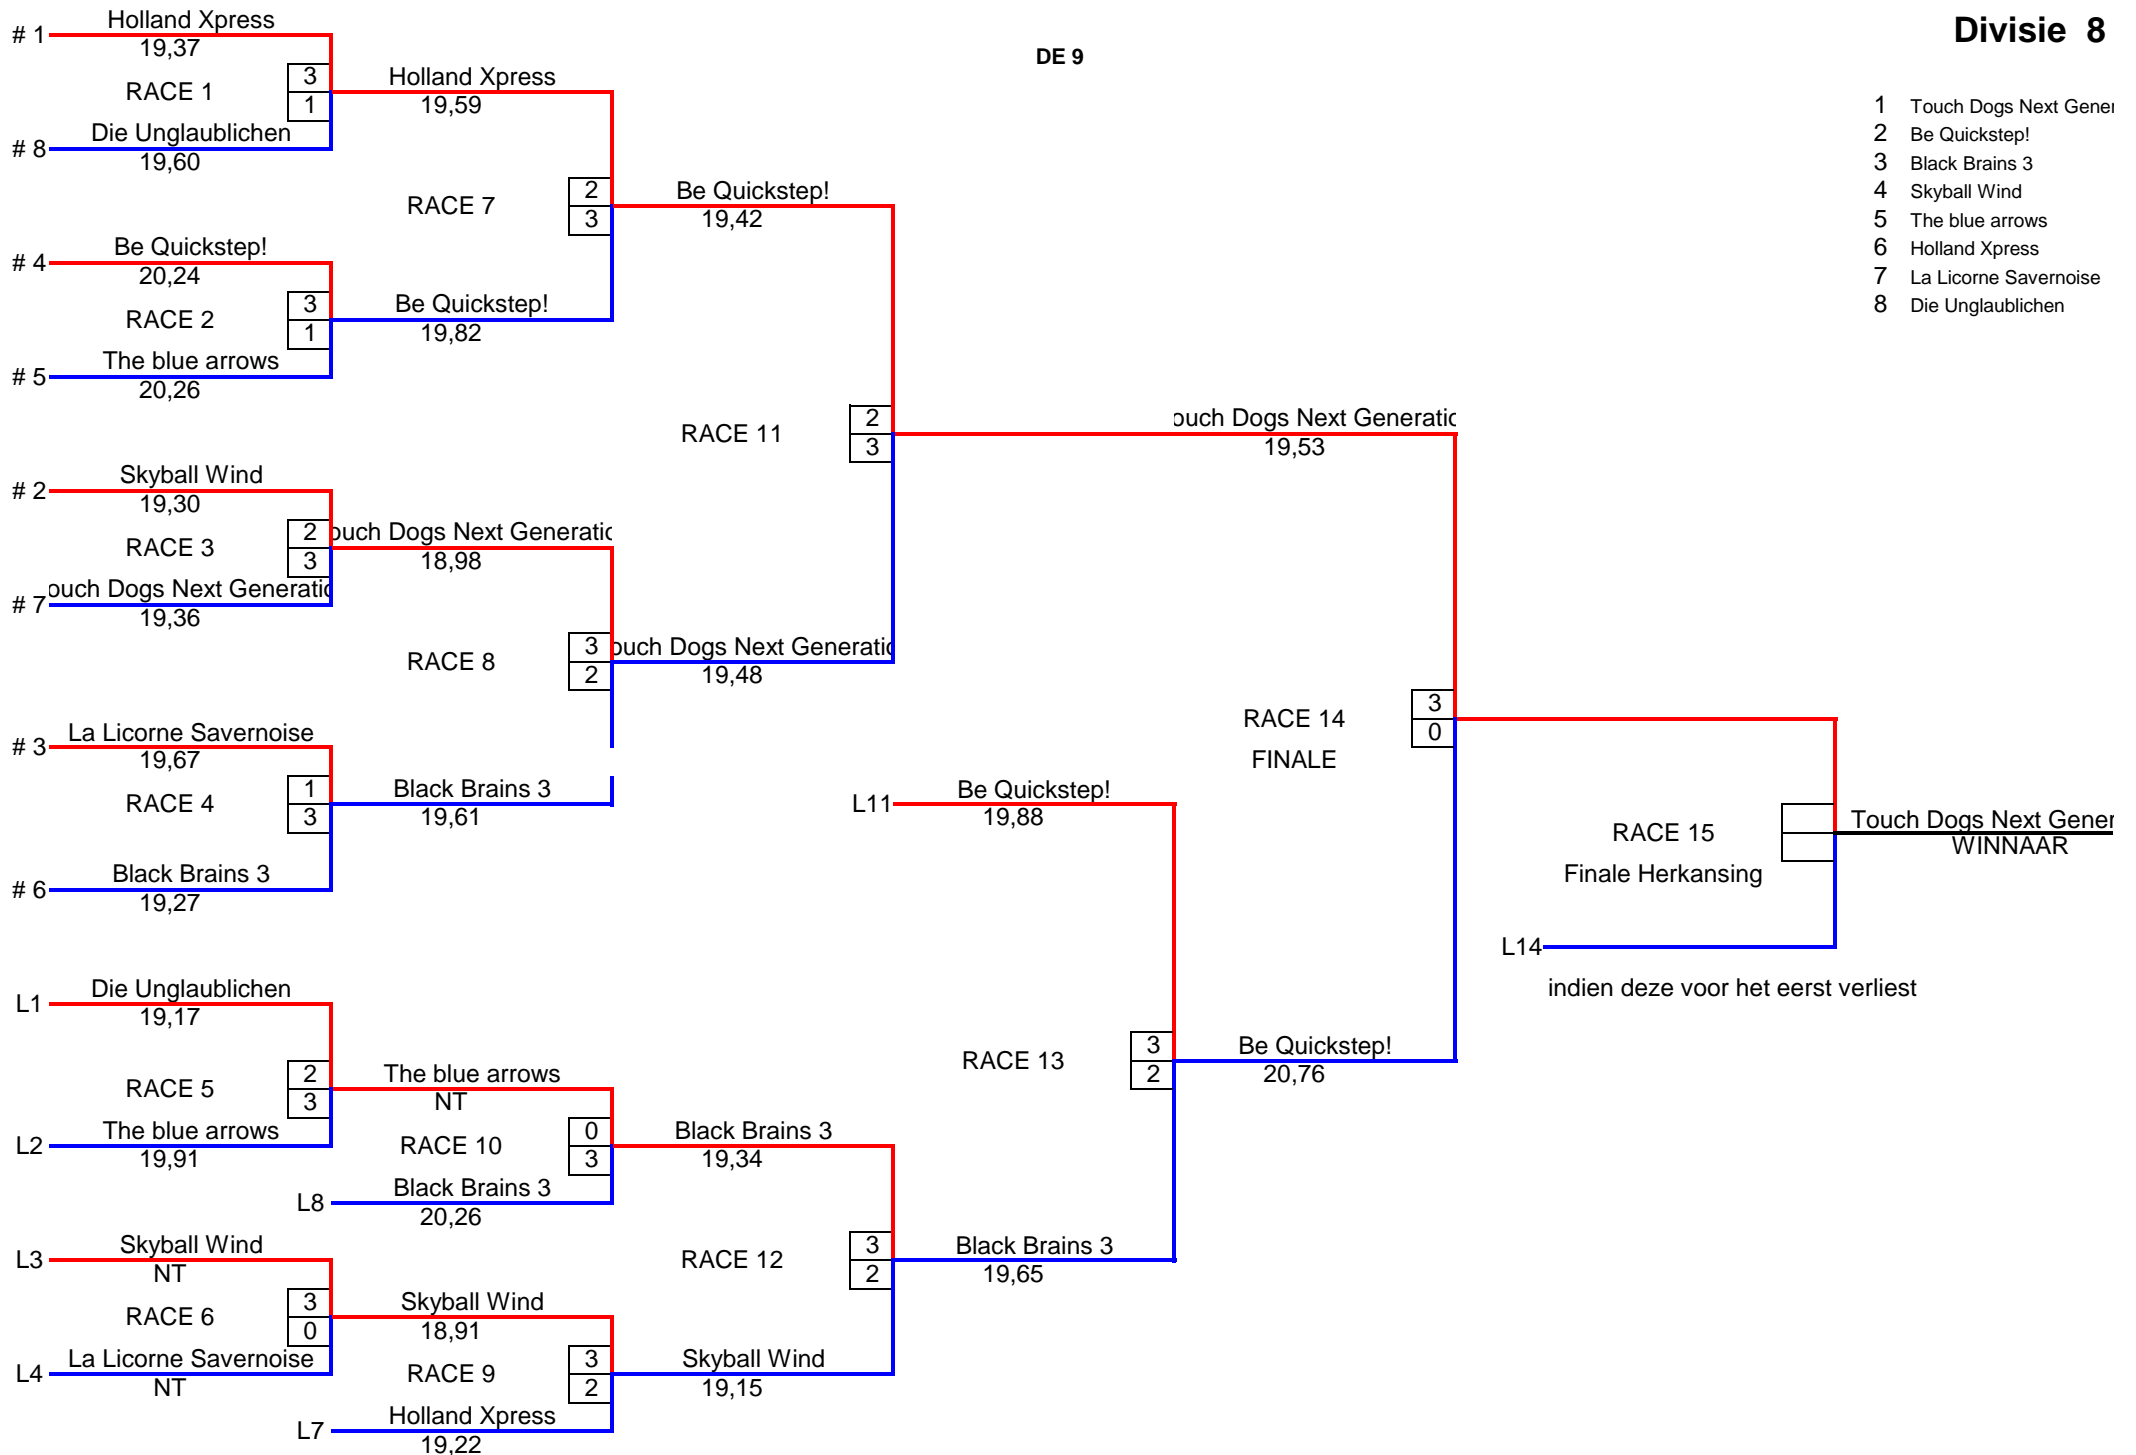 Divisie 8
DE 9
1 Touch Dogs Next Gener
2 Be Quickstep!
3 Black Brains 3
4 Skyball Wind
5 The blue arrows
6 Holland Xpress
7 La Licorne Savernoise
8 Die Unglaublichen
# 1 Holland Xpress
19,37
RACE 1 3
1
# 8 Die Unglaublichen
19,60
Holland Xpress
19,59
RACE 7 2
3
# 4 Be Quickstep!
20,24
RACE 2 3
1
# 5 The blue arrows
20,26
Be Quickstep!
19,82
Be Quickstep!
19,42
RACE 11 2
3
# 2 Skyball Wind
19,30
RACE 3 2
3
# 7 ouch Dogs Next Generatio
19,36
ouch Dogs Next Generatio
18,98
RACE 8 3
2
ouch Dogs Next Generatio
19,48
# 3 La Licorne Savernoise
19,67
RACE 4 1
3
# 6 Black Brains 3
19,27
Black Brains 3
19,61
ouch Dogs Next Generatio
19,53
RACE 14 3
FINALE 0
L11 Be Quickstep!
19,88
RACE 13 3
2
Be Quickstep!
20,76
RACE 15
Finale Herkansing
Touch Dogs Next Gener
WINNAAR
L14
indien deze voor het eerst verliest
L1 Die Unglaublichen
19,17
RACE 5 2
3
L2 The blue arrows
19,91
The blue arrows
NT
RACE 10 0
3
L8 Black Brains 3
20,26
Black Brains 3
19,34
RACE 12 3
2
Black Brains 3
19,65
L3 Skyball Wind
NT
RACE 6 3
0
L4 La Licorne Savernoise
NT
Skyball Wind
18,91
RACE 9 3
2
L7 Holland Xpress
19,22
Skyball Wind
19,15